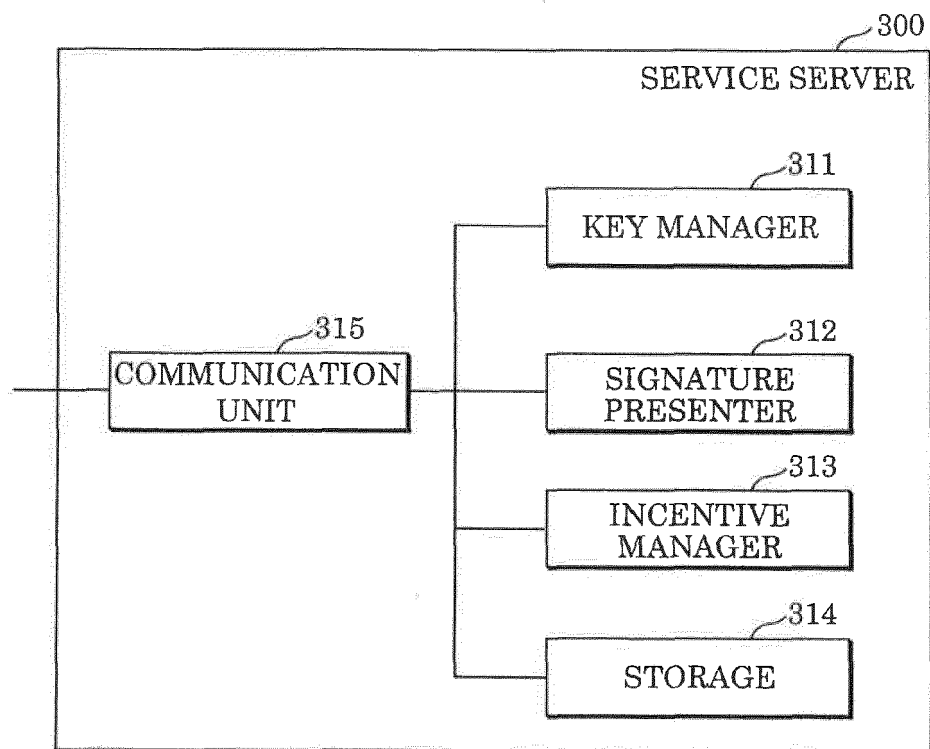 300
SERVICE SERVER
311
KEY MANAGER
315
COMMUNICATION
UNIT
312
SIGNATURE
PRESENTER
313
INCENTIVE
MANAGER
314
STORAGE